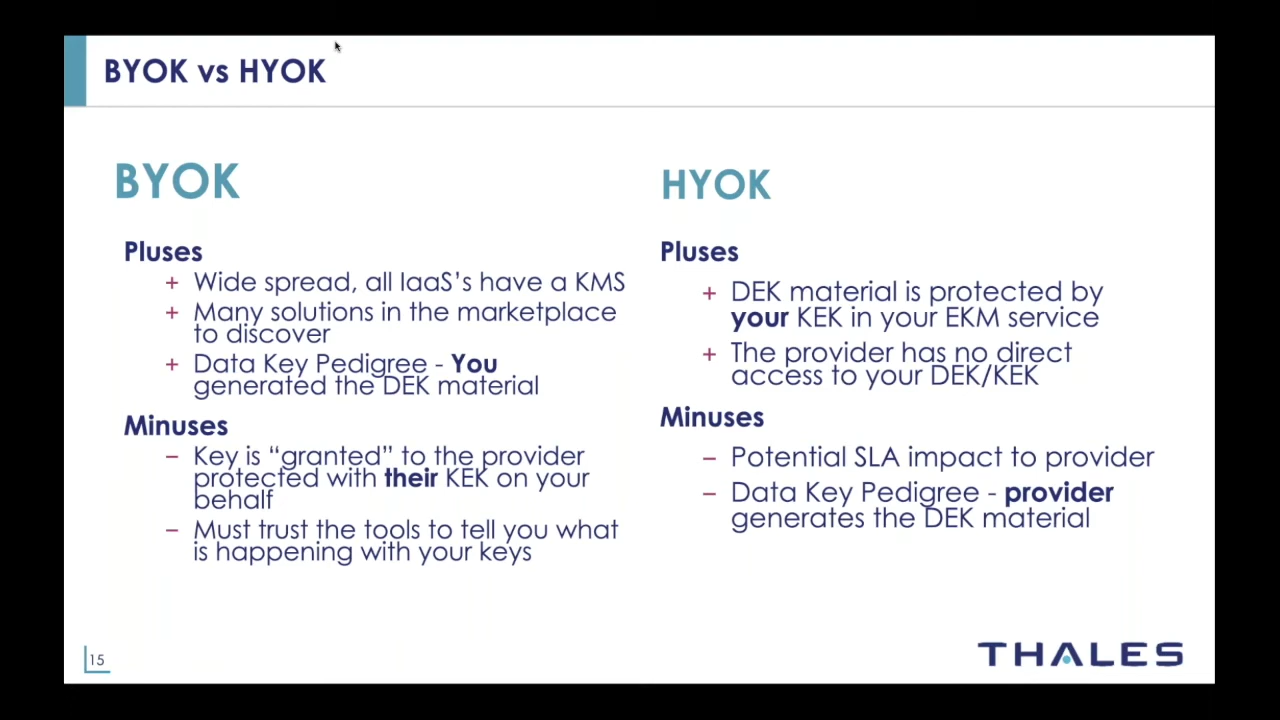 BYOK vs HYOK
BYOK
Pluses
+ Wide spread, all IaaS’s have a KMS
+ Many solutions in the marketplace
to discover
+ Data Key Pedigree - You
generated the DEK material
Minuses
– Key is “granted” to the provider
protected with their KEK on your
behalf
– Must trust the tools to tell you what
is happening with your keys
HYOK
Pluses
+ DEK material is protected by
your KEK in your EKM service
+ The provider has no direct
access to your DEK/KEK
Minuses
– Potential SLA impact to provider
– Data Key Pedigree - provider
generates the DEK material
15
THALES